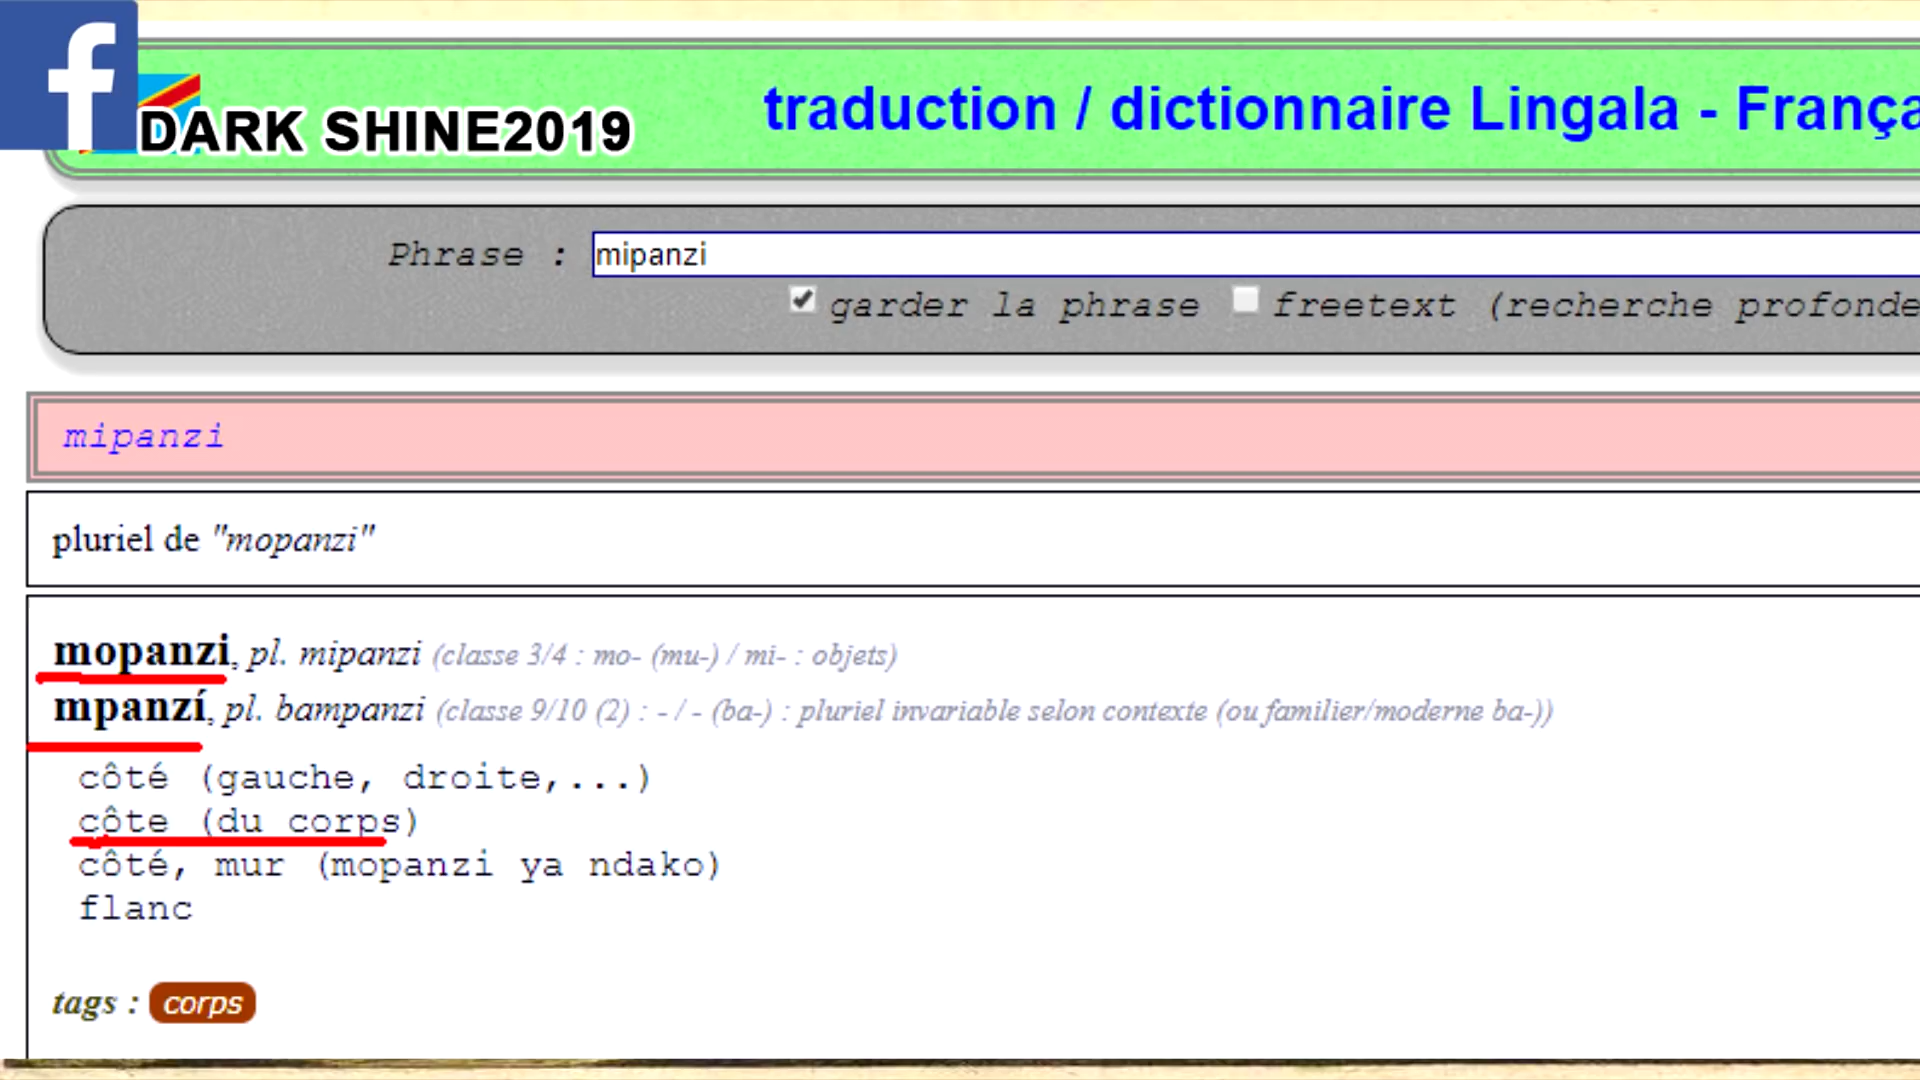 f
DARK SHINE2019
traduction / dictionnaire Lingala - França
Phrase : mipanzi
garder la phrase freetext (recherche profonde
mipanzi
pluriel de "mopanzi"
mopanzi, pl. mipanzi (classe 3/4 : mo- (mu-) / mi- : objets)
mpanzí, pl. bampanzi (classe 9/10 (2) : - / - (ba-) : pluriel invariable selon contexte (ou familier/moderne ba-))
côté (gauche, droite,...)
côte (du corps)
côté, mur (mopanzi ya ndako)
flanc
tags : corps